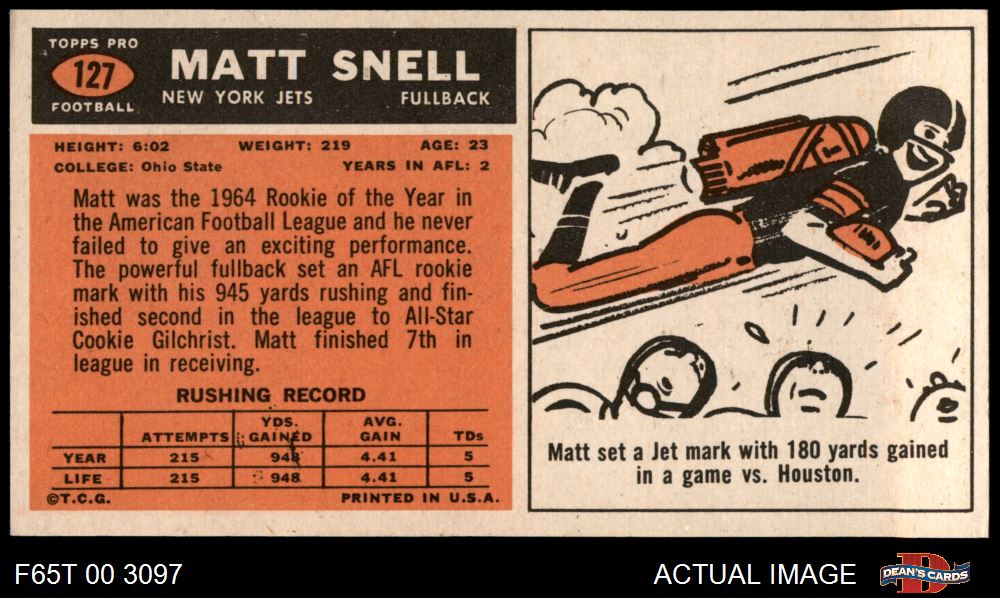 TOPPS PRO
127
FOOTBALL
MATT SNELL
NEW YORK JETS FULLBACK
HEIGHT: 6:02 WEIGHT: 219 AGE: 23
COLLEGE: Ohio State YEARS IN AFL: 2
Matt was the 1964 Rookie of the Year in
the American Football League and he never
failed to give an exciting performance.
The powerful fullback set an AFL rookie
mark with his 945 yards rushing and fin-
ished second in the league to All-Star
Cookie Gilchrist. Matt finished 7th in
league in receiving.
RUSHING RECORD
ATTEMPTS YDS. GAINED AVG. GAIN TDs
YEAR 215 948 4.41 5
LIFE 215 948 4.41 5
©T.C.G. PRINTED IN U.S.A.
Matt set a Jet mark with 180 yards gained
in a game vs. Houston.
F65T 00 3097 ACTUAL IMAGE
D
DEAN'S CARDS